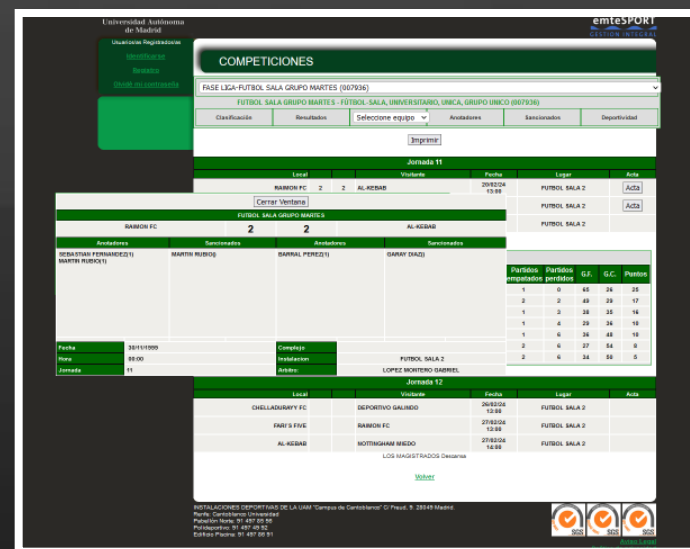 Universidad Autónoma
de Madrid
emteSPORT
GESTION INTEGRAL
Usuarios/as Registrados/as
Identificarse
Registro
Olvidé mi contraseña
COMPETICIONES
FASE LIGA-FUTBOL SALA GRUPO MARTES (007936)
FUTBOL SALA GRUPO MARTES - FÚTBOL-SALA, UNIVERSITARIO, UNICA, GRUPO UNICO (007936)
Clasificación Resultados Seleccione equipo Anotadores Sancionados Deportividad
Imprimir
Jornada 11
Local Visitante Fecha Lugar Acta
RAIMON FC 2 2 AL-KEBAB 20/02/24 13:00 FUTBOL SALA 2 Acta
FUTBOL SALA 2 Acta
FUTBOL SALA 2
Cerrar Ventana
FUTBOL SALA GRUPO MARTES
RAIMON FC 2 2 AL-KEBAB
Anotadores Sancionados Anotadores Sancionados
SEBASTIAN FERNANDEZ(1) MARTIN RUBIO() BARRAL PEREZ(1) GARAY DIAZ()
MARTIN RUBIO(1)
Fecha 30/11/1999 Complejo
Hora 00:00 Instalacion FUTBOL SALA 2
Jornada 11 Arbitro: LOPEZ MONTERO GABRIEL
Partidos empatados Partidos perdidos G.F. G.C. Puntos
1 0 65 26 25
2 2 49 29 17
1 3 38 35 16
1 4 29 36 10
1 6 36 48 10
2 6 27 54 8
2 6 34 50 5
Jornada 12
Local Visitante Fecha Lugar Acta
CHELLADURAYY FC DEPORTIVO GALINDO 26/02/24 13:00 FUTBOL SALA 2
FARI'S FIVE RAIMON FC 27/02/24 13:00 FUTBOL SALA 2
AL-KEBAB NOTTINGHAM MIEDO 27/02/24 14:00 FUTBOL SALA 2
LOS MAGISTRADOS Descansa
Volver
INSTALACIONES DEPORTIVAS DE LA UAM "Campus de Cantoblanco" C/ Freud, 9. 28049 Madrid.
Renfe: Cantoblanco Universidad
Pabellón Norte: 91 497
Polideportivo: 91 497
Edificio Piscina: 91 497
SGS SGS SGS
Aviso Legal